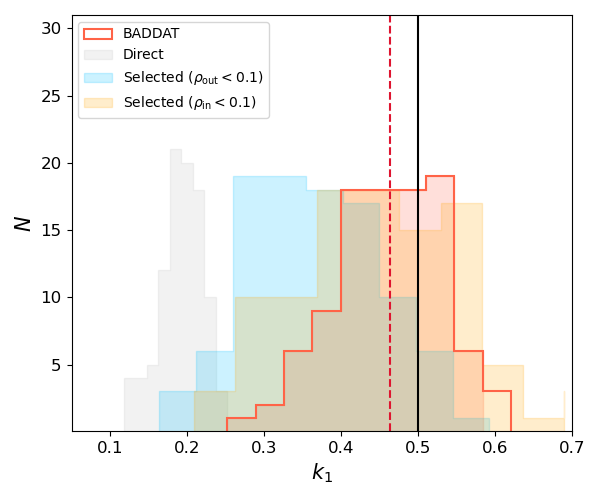 BADDAT
Direct
Selected (ρout < 0.1)
Selected (ρin < 0.1)
N
30
25
20
15
10
5
0.1 0.2 0.3 0.4 0.5 0.6 0.7
k1